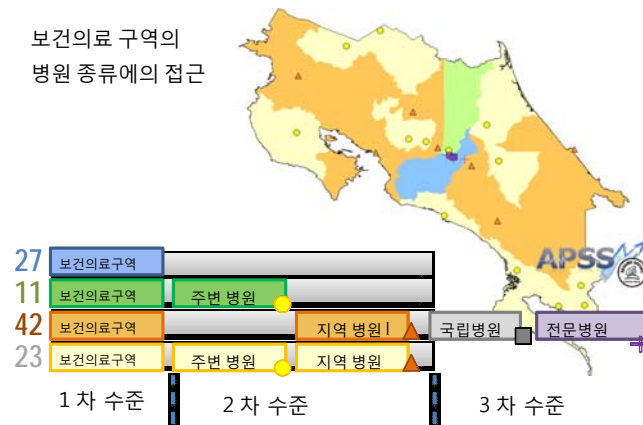 보건의료 구역의
병원 종류에의 접근
APSS
27 보건의료구역
11 보건의료구역 주변 병원
42 보건의료구역 지역 병원 I 국립병원 전문병원
23 보건의료구역 주변 병원 지역 병원
1 차 수준 2 차 수준 3 차 수준